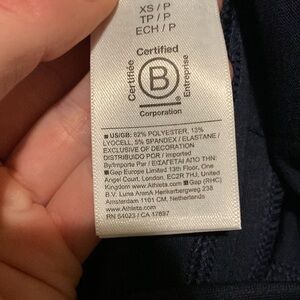 XS / P
TP / P
ECH / P
Certified
Certifiée
B
Entreprise
Corporation
■ US/GB: 82% POLYESTER, 13%
LYOCELL, 5% SPANDEX / ELASTANE /
EXCLUSIVE OF DECORATION
DISTRIBUIDO POR / Imported
By/Importe Par / ΕΙΣΑΓΕΤΑΙ ΑΠΟ ΤΗΝ:
■ Gap Europe Limited 13th Floor, One
Angel Court, London, EC2R 7HJ, United
Kingdom www.Athleta.com ■ Gap (RHC)
B.V. Luna ArenA Herikerbergweg 238
Amsterdam 1101 CM, Netherlands
www.Athleta.com
RN 54023 / CA 17897